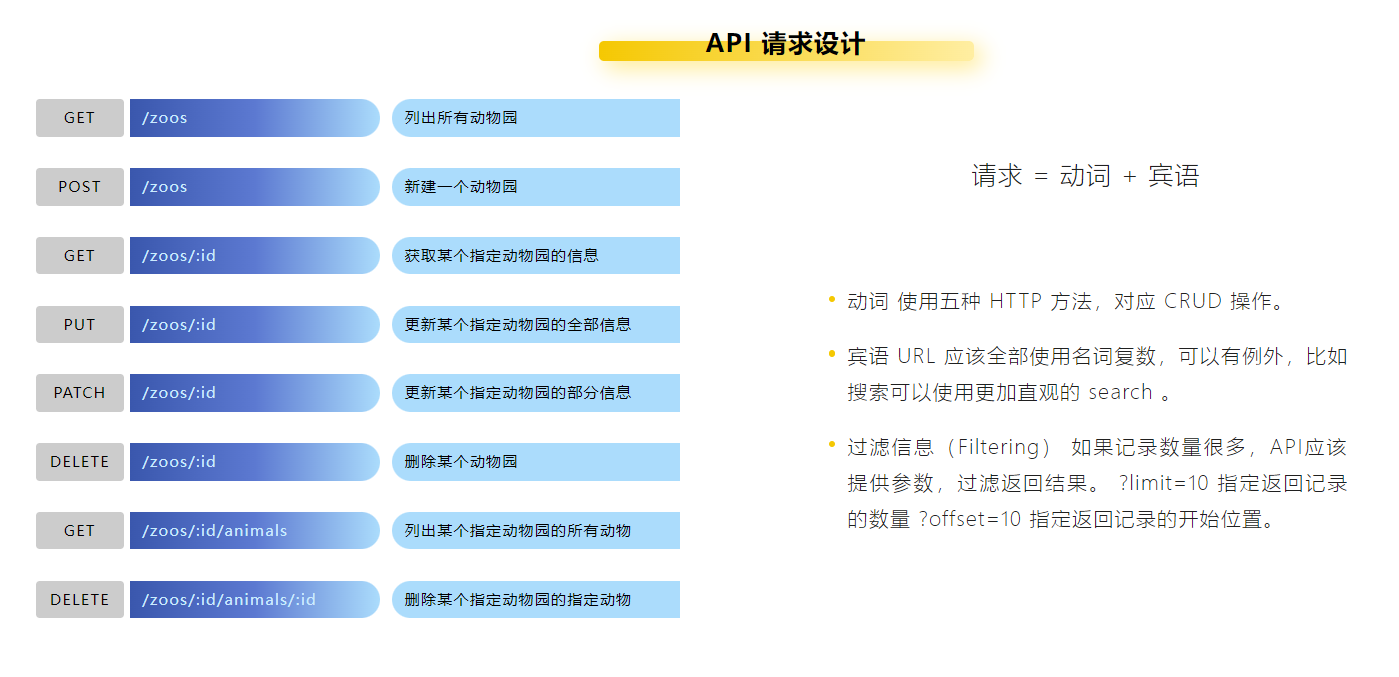 API 请求设计
GET /zoos 列出所有动物园
POST /zoos 新建一个动物园
GET /zoos/:id 获取某个指定动物园的信息
PUT /zoos/:id 更新某个指定动物园的全部信息
PATCH /zoos/:id 更新某个指定动物园的部分信息
DELETE /zoos/:id 删除某个动物园
GET /zoos/:id/animals 列出某个指定动物园的所有动物
DELETE /zoos/:id/animals/:id 删除某个指定动物园的指定动物
请求 = 动词 + 宾语
• 动词 使用五种 HTTP 方法，对应 CRUD 操作。
• 宾语 URL 应该全部使用名词复数，可以有例外，比如
搜索可以使用更加直观的 search 。
• 过滤信息（Filtering） 如果记录数量很多，API应该
提供参数，过滤返回结果。 ?limit=10 指定返回记录
的数量 ?offset=10 指定返回记录的开始位置。